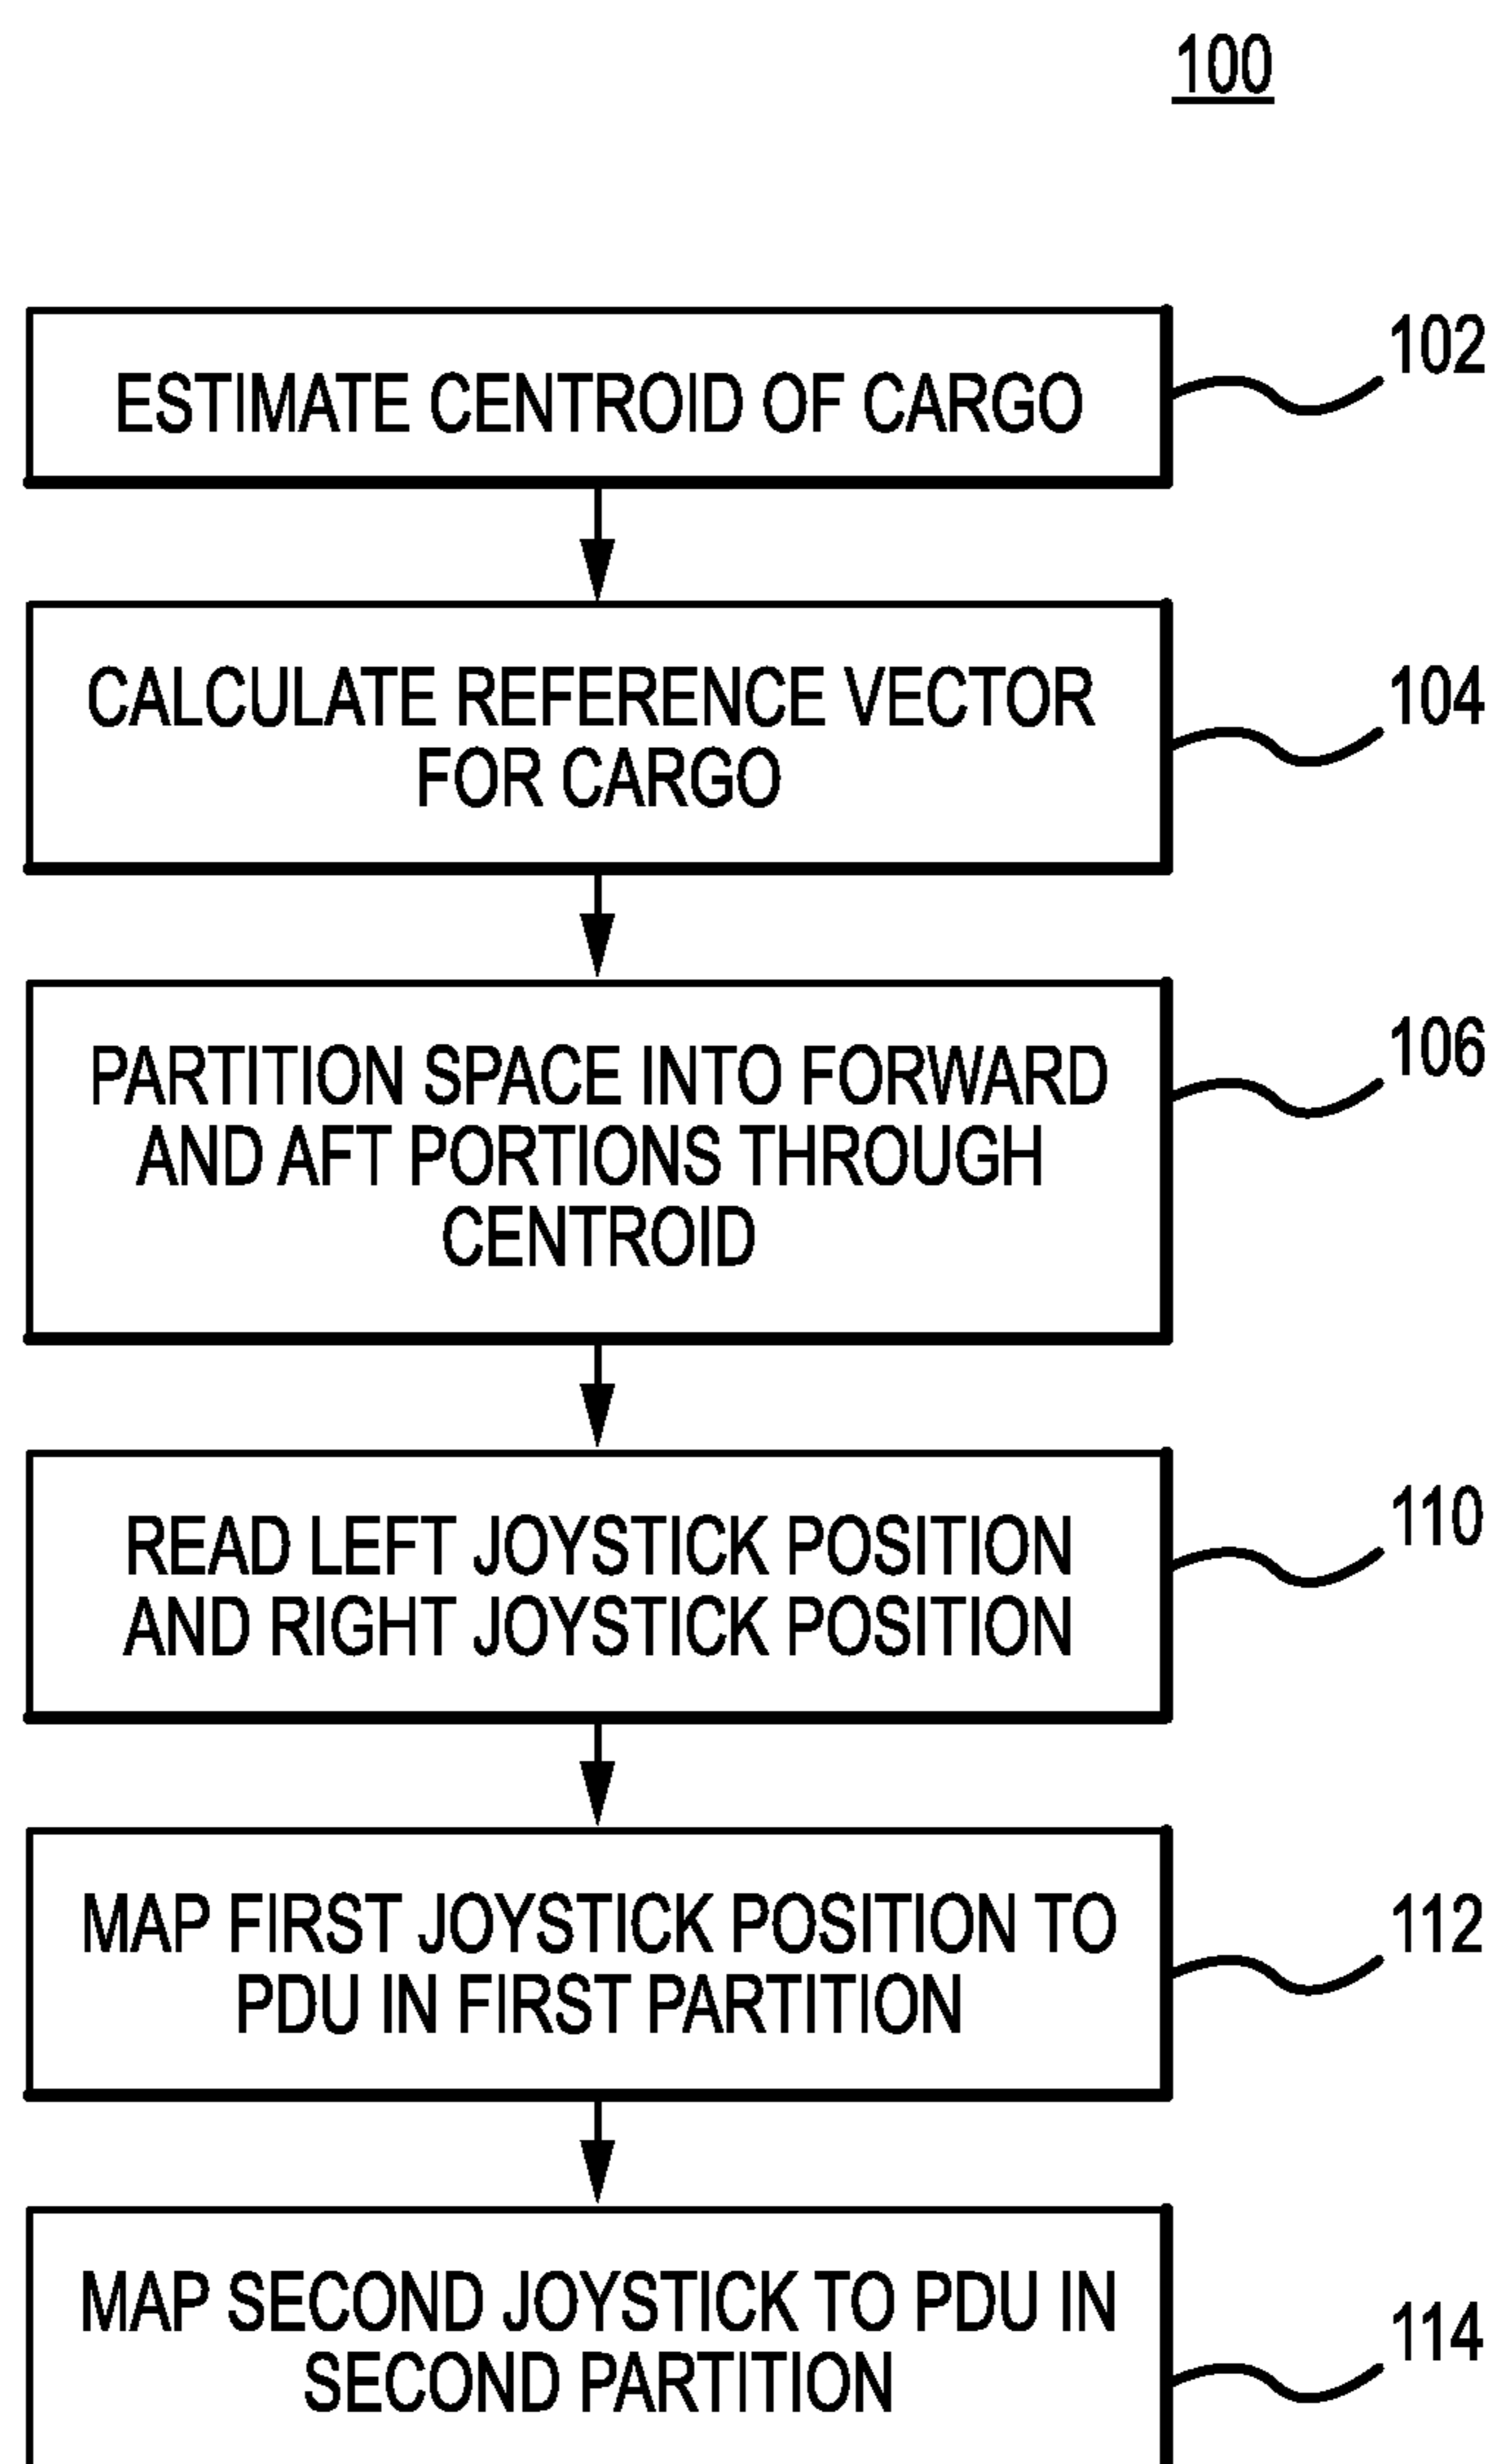 100
ESTIMATE CENTROID OF CARGO
102
CALCULATE REFERENCE VECTOR
FOR CARGO
104
PARTITION SPACE INTO FORWARD
AND AFT PORTIONS THROUGH
CENTROID
106
READ LEFT JOYSTICK POSITION
AND RIGHT JOYSTICK POSITION
110
MAP FIRST JOYSTICK POSITION TO
PDU IN FIRST PARTITION
112
MAP SECOND JOYSTICK TO PDU IN
SECOND PARTITION
114